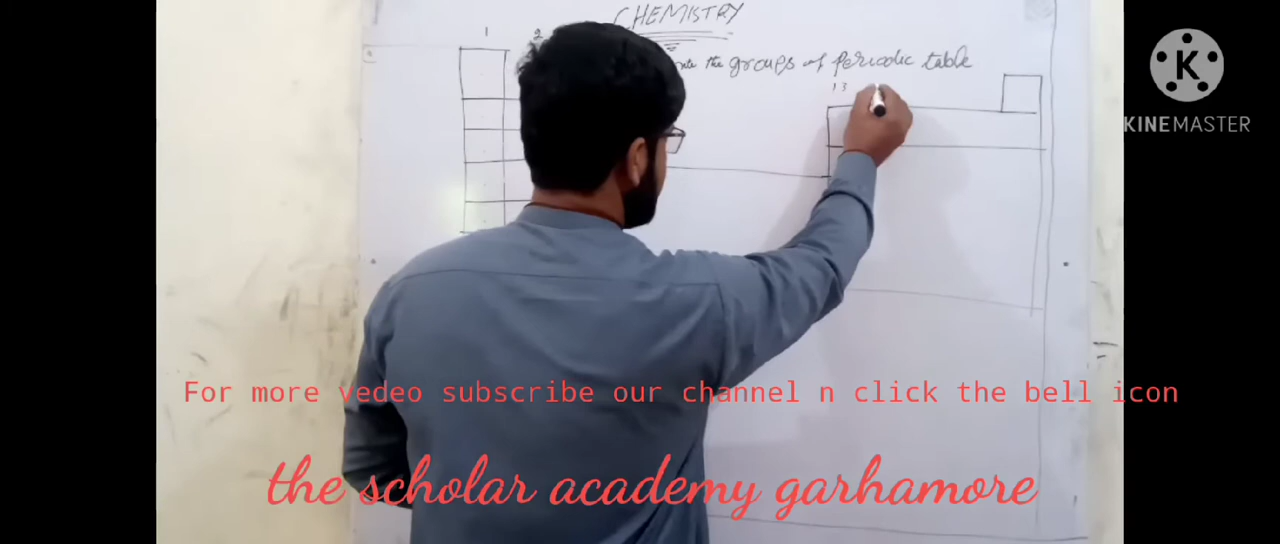 CHEMISTRY
1 2
the groups of Periodic table
13
KINEMASTER
For more vedeo subscribe our channel n click the bell icon
the scholar academy garhamore